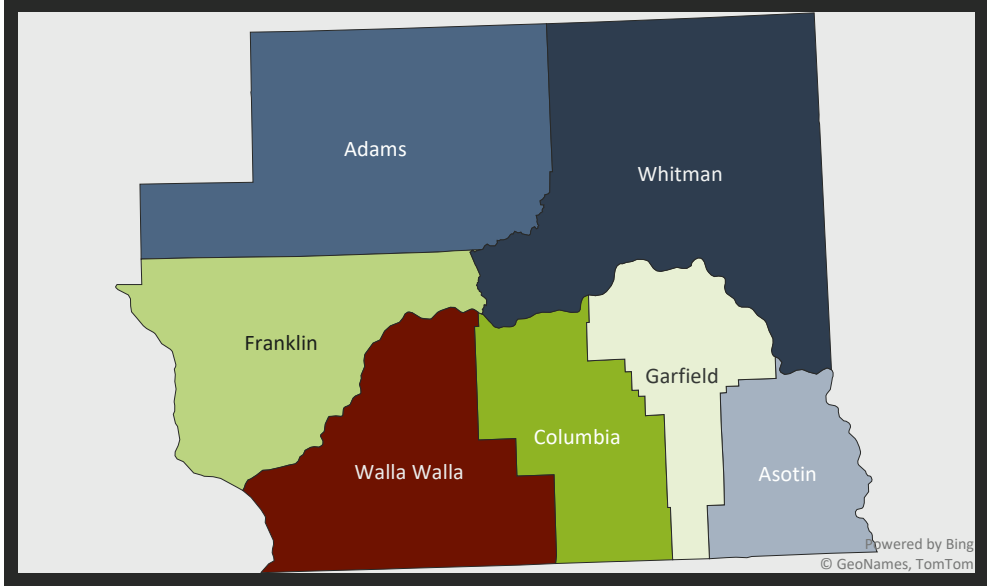 Adams
Whitman
Franklin
Garfield
Columbia
Walla Walla
Asotin
Powered by Bing
© GeoNames, TomTom